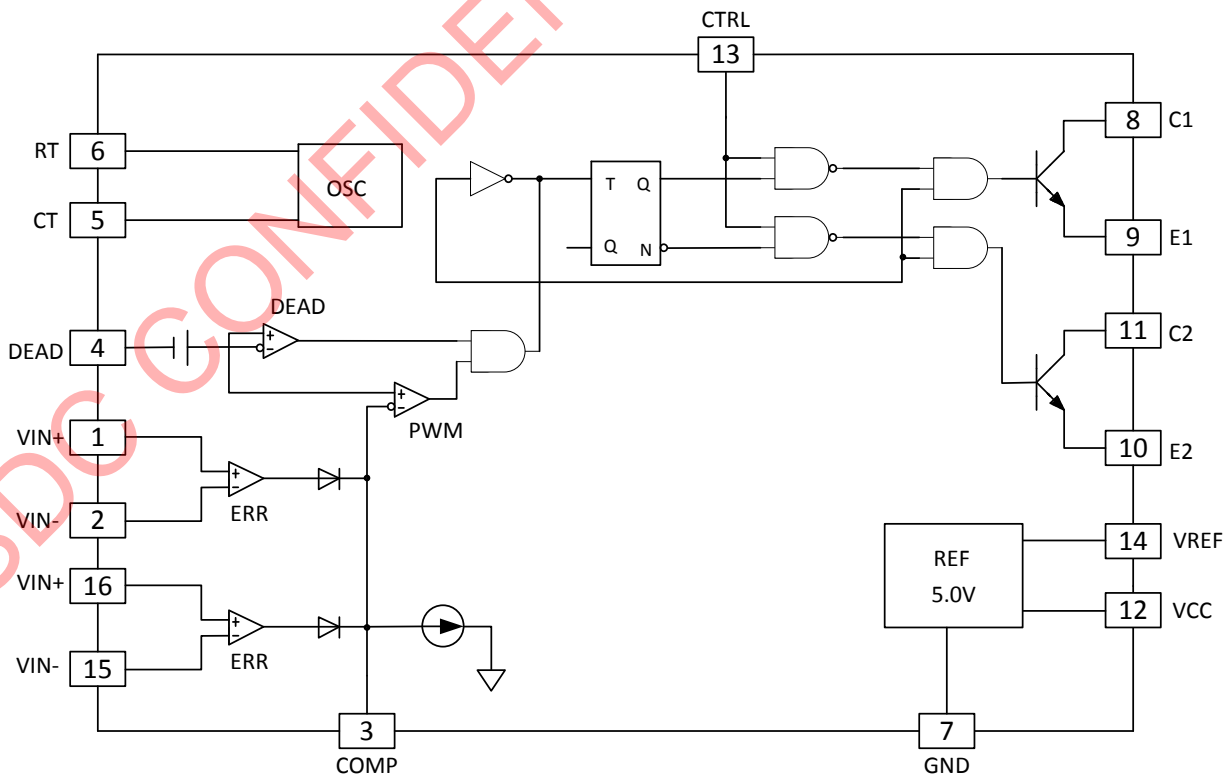 CTRL
13
8 C1
RT 6
OSC
T Q
CT 5
Q N
9 E1
DEAD
11 C2
DEAD 4
+
-
+
-
PWM
VIN+ 1
10 E2
+
-
ERR
VIN- 2
14 VREF
REF
5.0V
VIN+ 16
12 VCC
+
-
ERR
VIN- 15
3
COMP
7
GND
SDC CONFIDEN